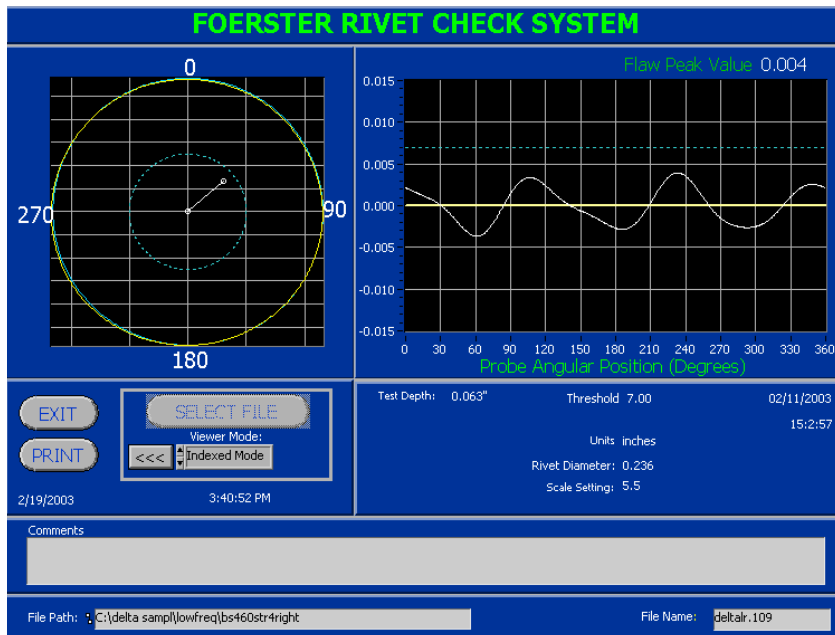 FOERSTER RIVET CHECK SYSTEM
0
270
90
180
Flaw Peak Value 0.004
0.015
0.010
0.005
0.000
-0.005
-0.010
-0.015
0 30 60 90 120 150 180 210 240 270 300 330 360
Probe Angular Position (Degrees)
EXIT
PRINT
SELECT FILE
Viewer Mode:
<<< Indexed Mode
2/19/2003 3:40:52 PM
Test Depth: 0.063" Threshold 7.00 02/11/2003
15:2:57
Units inches
Rivet Diameter: 0.236
Scale Setting: 5.5
Comments
File Path: C:\delta sampl\lowfreq\bs460str4right
File Name: deltalr.109